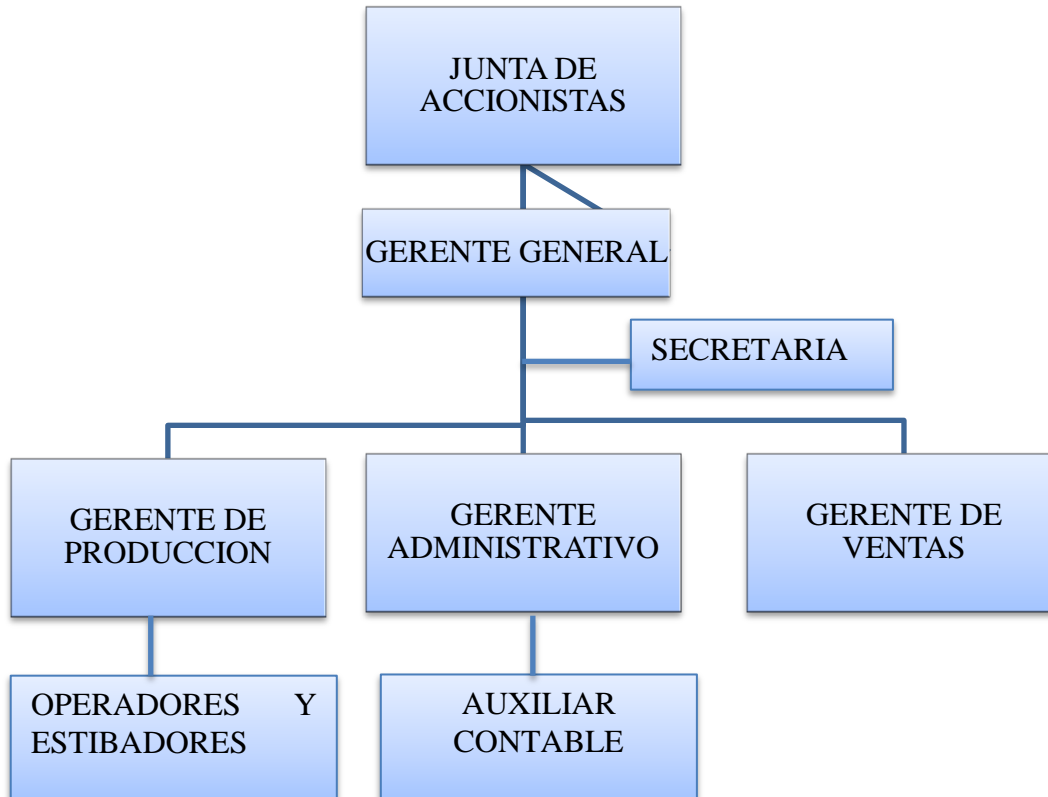 JUNTA DE
ACCIONISTAS
GERENTE GENERAL
SECRETARIA
GERENTE DE
PRODUCCION
GERENTE
ADMINISTRATIVO
GERENTE DE
VENTAS
OPERADORES Y
ESTIBADORES
AUXILIAR
CONTABLE